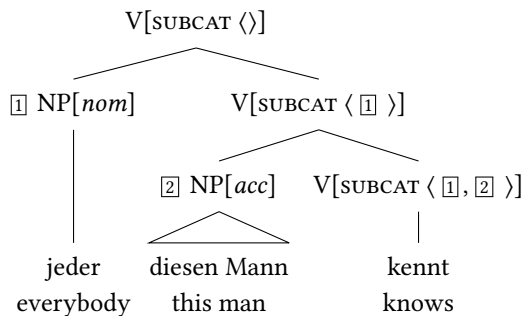 V[SUBCAT ⟨⟩]
1 NP[nom] V[SUBCAT ⟨ 1 ⟩]
2 NP[acc] V[SUBCAT ⟨ 1, 2 ⟩]
jeder diesen Mann kennt
everybody this man knows